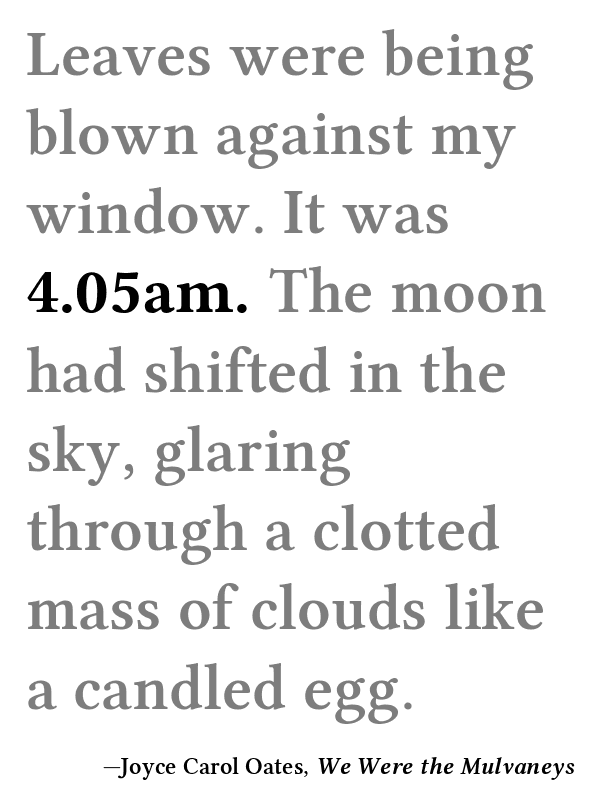 Leaves were being
blown against my
window. It was
4.05am. The moon
had shifted in the
sky, glaring
through a clotted
mass of clouds like
a candled egg.
—Joyce Carol Oates, We Were the Mulvaneys